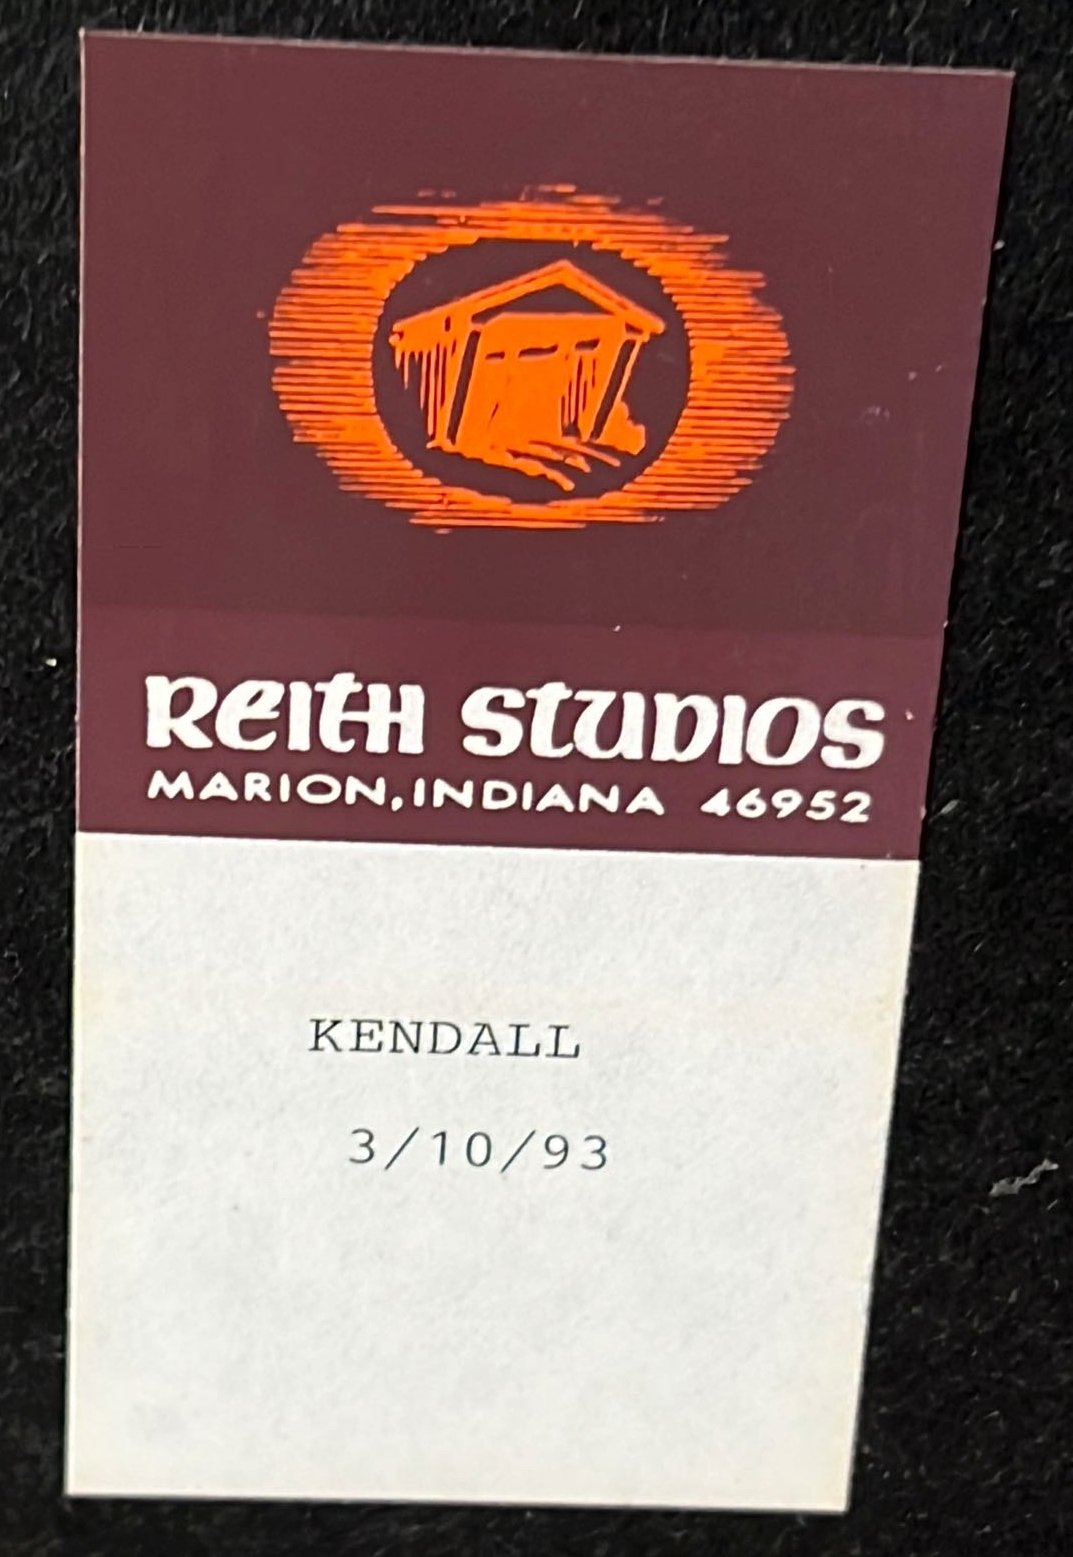 REITH STUDIOS
MARION, INDIANA 46952
KENDALL
3/10/93